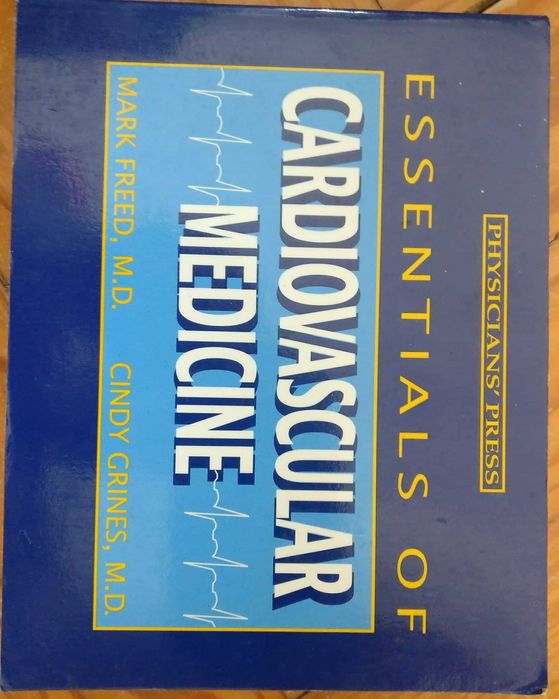 PHYSICIANS' PRESS
ESSENTIALS OF
CARDIOVASCULAR
MEDICINE
MARK FREED, M.D. CINDY GRINES, M.D.